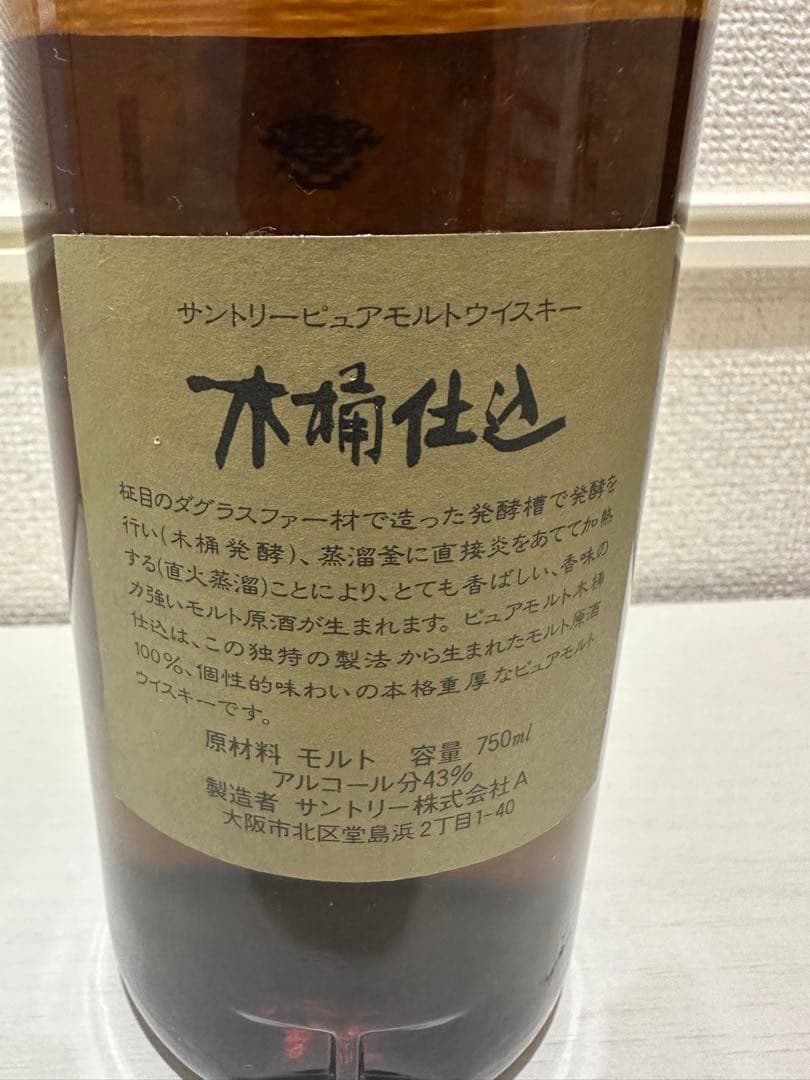 サントリーピュアモルトウイスキー
木桶仕込
柾目のダグラスファー材で造った発酵槽で発酵を
行い(木桶発酵)、蒸溜釜に直接炎をあてて加熱
する(直火蒸溜)ことにより、とても香ばしい、香味の
力強いモルト原酒が生まれます。ピュアモルト木桶
仕込は、この独特の製法から生まれたモルト原酒
100%、個性的味わいの本格重厚なピュアモルト
ウイスキーです。
原材料 モルト 容量 750ml
アルコール分43%
製造者 サントリー株式会社A
大阪市北区堂島浜2丁目1-40